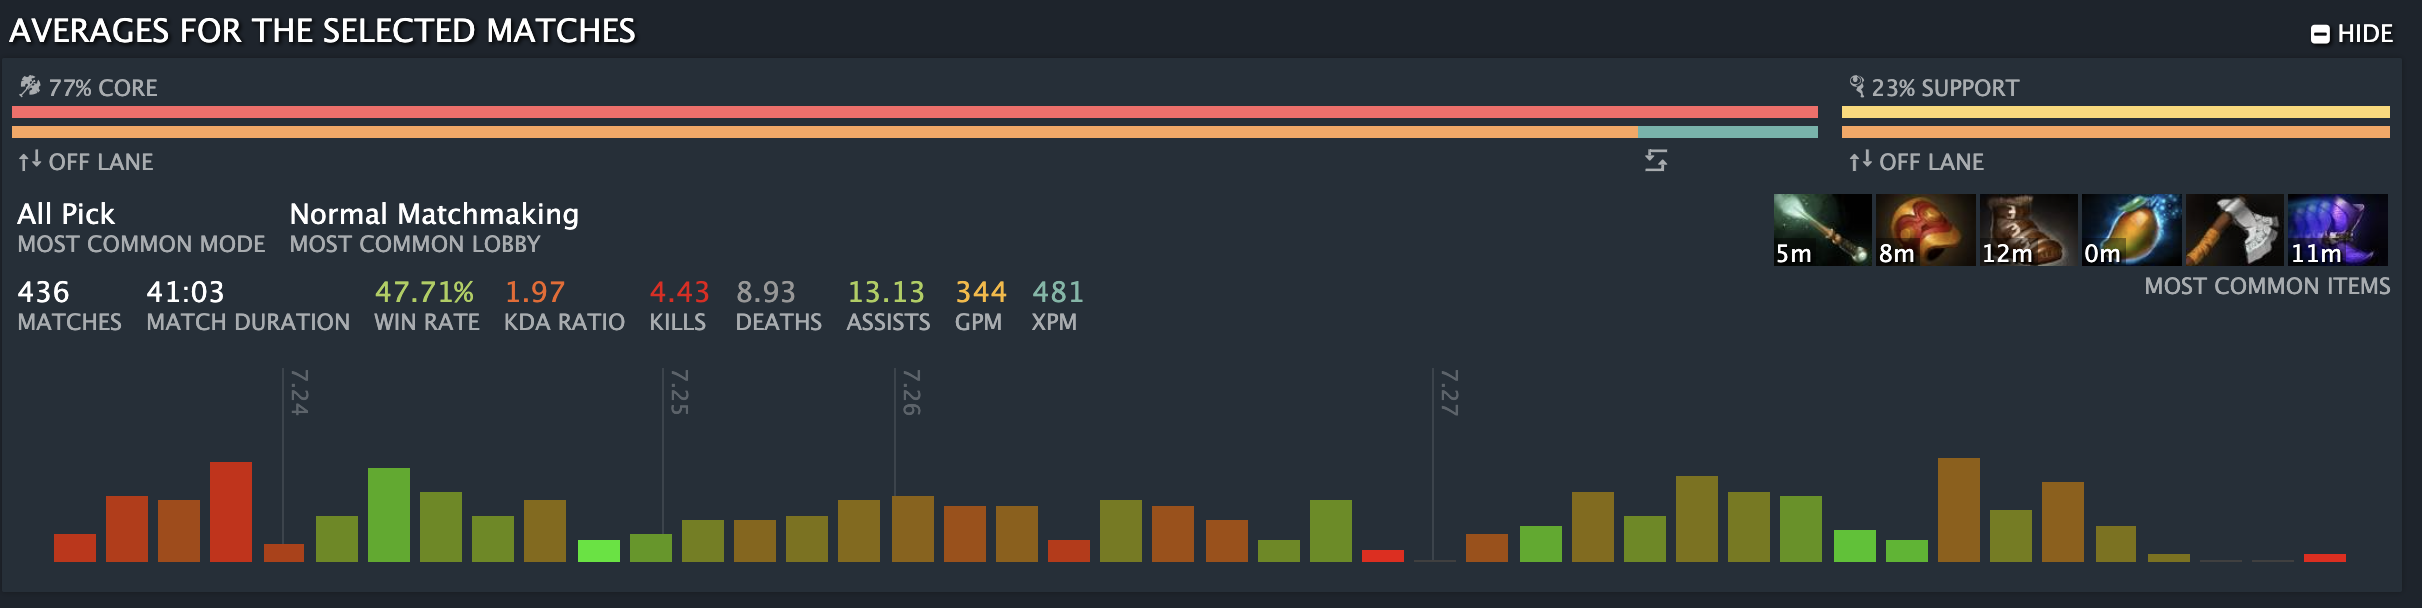 AVERAGES FOR THE SELECTED MATCHES
HIDE
77% CORE
23% SUPPORT
OFF LANE
OFF LANE
All Pick
MOST COMMON MODE
Normal Matchmaking
MOST COMMON LOBBY
5m
8m
12m
0m
11m
MOST COMMON ITEMS
436
MATCHES
41:03
MATCH DURATION
47.71%
WIN RATE
1.97
KDA RATIO
4.43
KILLS
8.93
DEATHS
13.13
ASSISTS
344
GPM
481
XPM
7.24
7.25
7.26
7.27